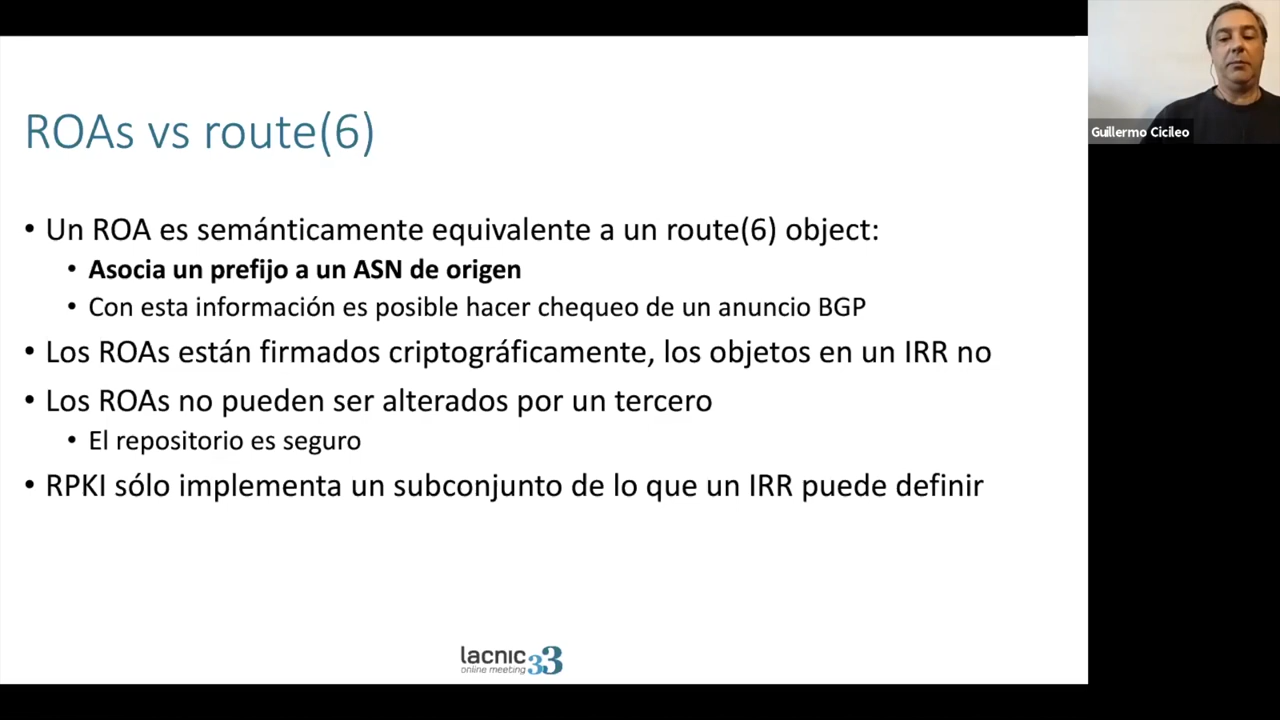 ROAs vs route(6)
Guillermo Cicileo
• Un ROA es semánticamente equivalente a un route(6) object:
• Asocia un prefijo a un ASN de origen
• Con esta información es posible hacer chequeo de un anuncio BGP
• Los ROAs están firmados criptográficamente, los objetos en un IRR no
• Los ROAs no pueden ser alterados por un tercero
• El repositorio es seguro
• RPKI sólo implementa un subconjunto de lo que un IRR puede definir
lacnic 33
online meeting